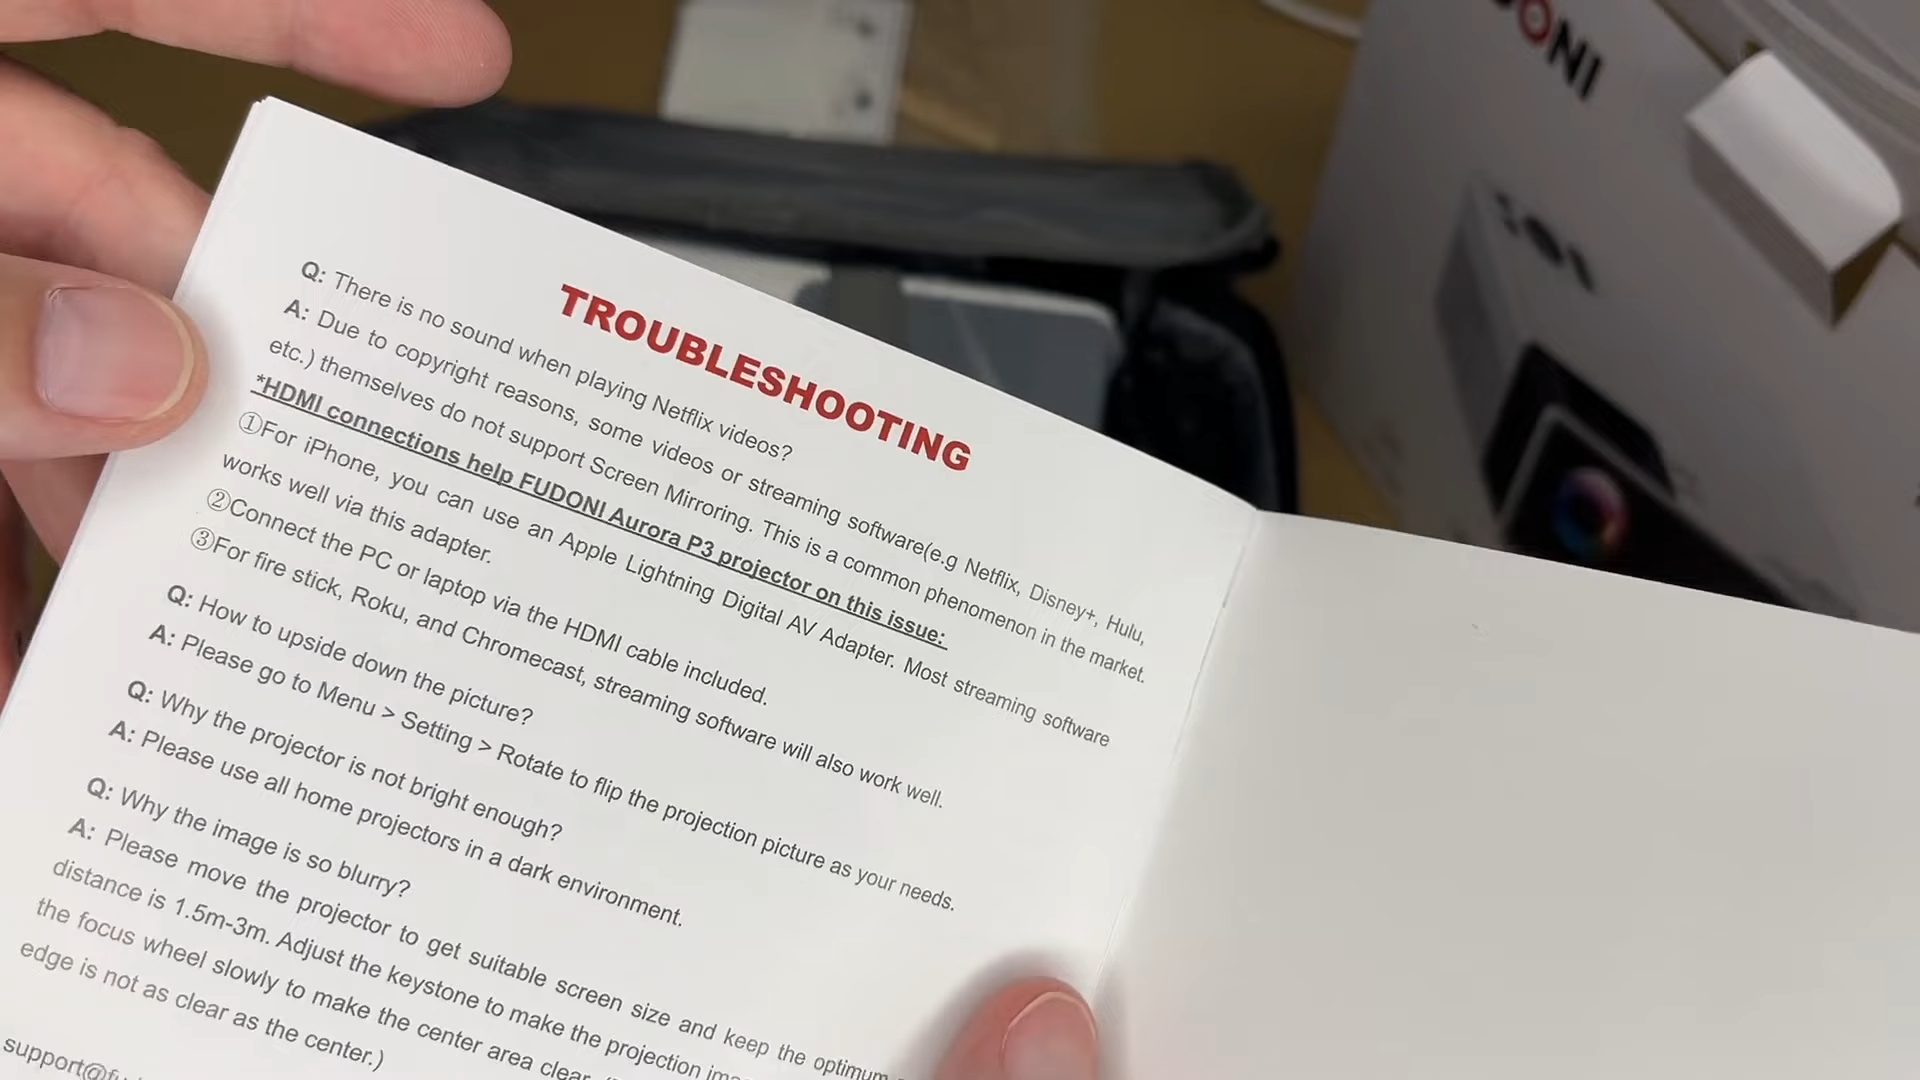 ONI
TROUBLESHOOTING
Q: There is no sound when playing Netflix videos?
A: Due to copyright reasons, some videos or streaming software(e.g Netflix, Disney+, Hulu,
etc.) themselves do not support Screen Mirroring. This is a common phenomenon in the market.
*HDMI connections help FUDONI Aurora P3 projector on this issue:
①For iPhone, you can use an Apple Lightning Digital AV Adapter. Most streaming software
works well via this adapter.
②Connect the PC or laptop via the HDMI cable included.
③For fire stick, Roku, and Chromecast, streaming software will also work well.
Q: How to upside down the picture?
A: Please go to Menu > Setting > Rotate to flip the projection picture as your needs.
Q: Why the projector is not bright enough?
A: Please use all home projectors in a dark environment.
Q: Why the image is so blurry?
A: Please move the projector to get suitable screen size and keep the optimum
distance is 1.5m-3m. Adjust the keystone to make the projection
the focus wheel slowly to make the center area clear.
edge is not as clear as the center.)